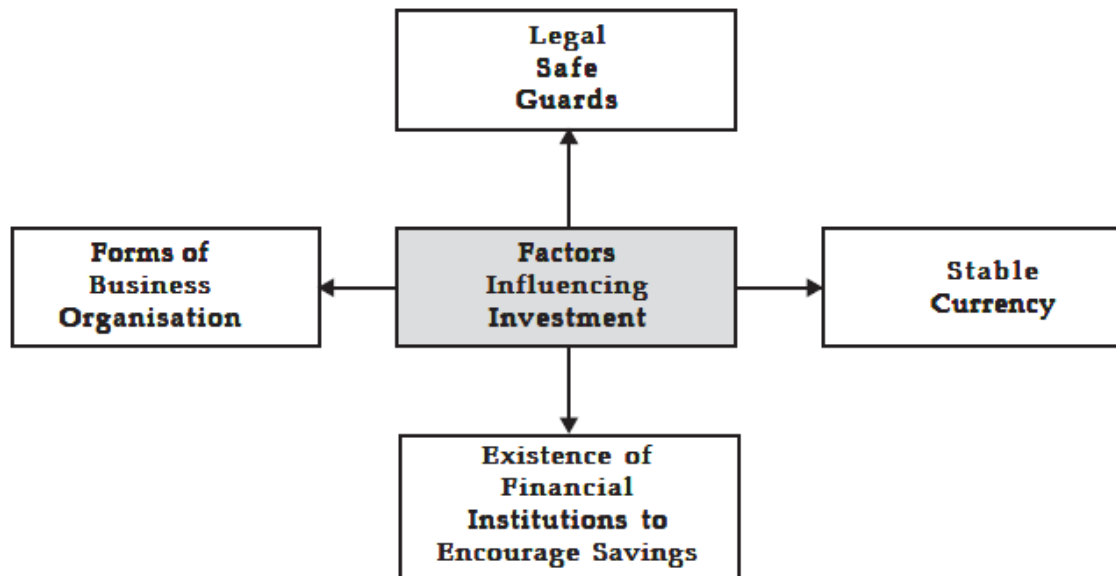 Legal
Safe
Guards
Forms of
Business
Organisation
Factors
Influencing
Investment
Stable
Currency
Existence of
Financial
Institutions to
Encourage Savings